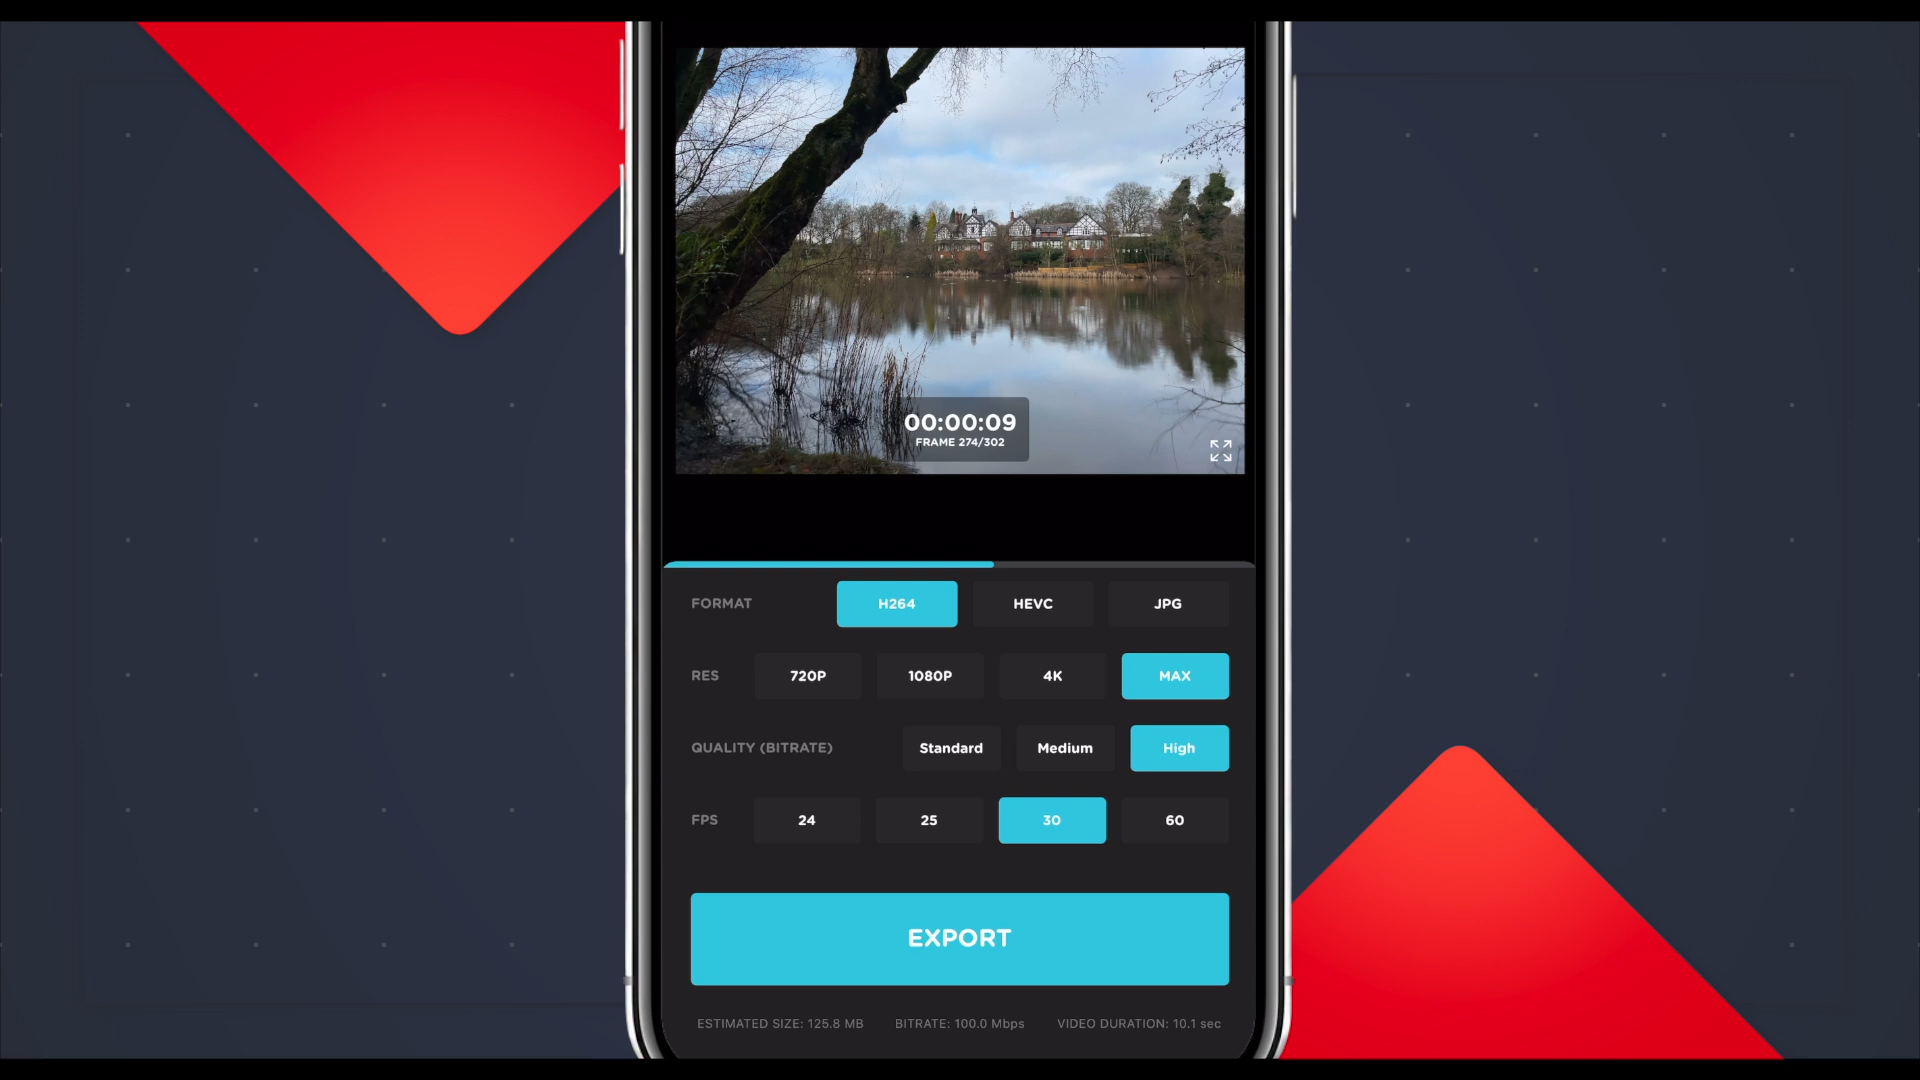 00:00:09
FRAME 274/302
FORMAT H264 HEVC JPG
RES 720P 1080P 4K MAX
QUALITY (BITRATE) Standard Medium High
FPS 24 25 30 60
EXPORT
ESTIMATED SIZE: 125.8 MB BITRATE: 100.0 Mbps VIDEO DURATION: 10.1 sec